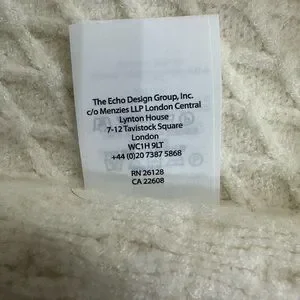 The Echo Design Group, Inc.
c/o Menzies LLP London Central
Lynton House
7-12 Tavistock Square
London
WC1H 9LT
+44 (0)20 7387 5868
RN 26128
CA 22608